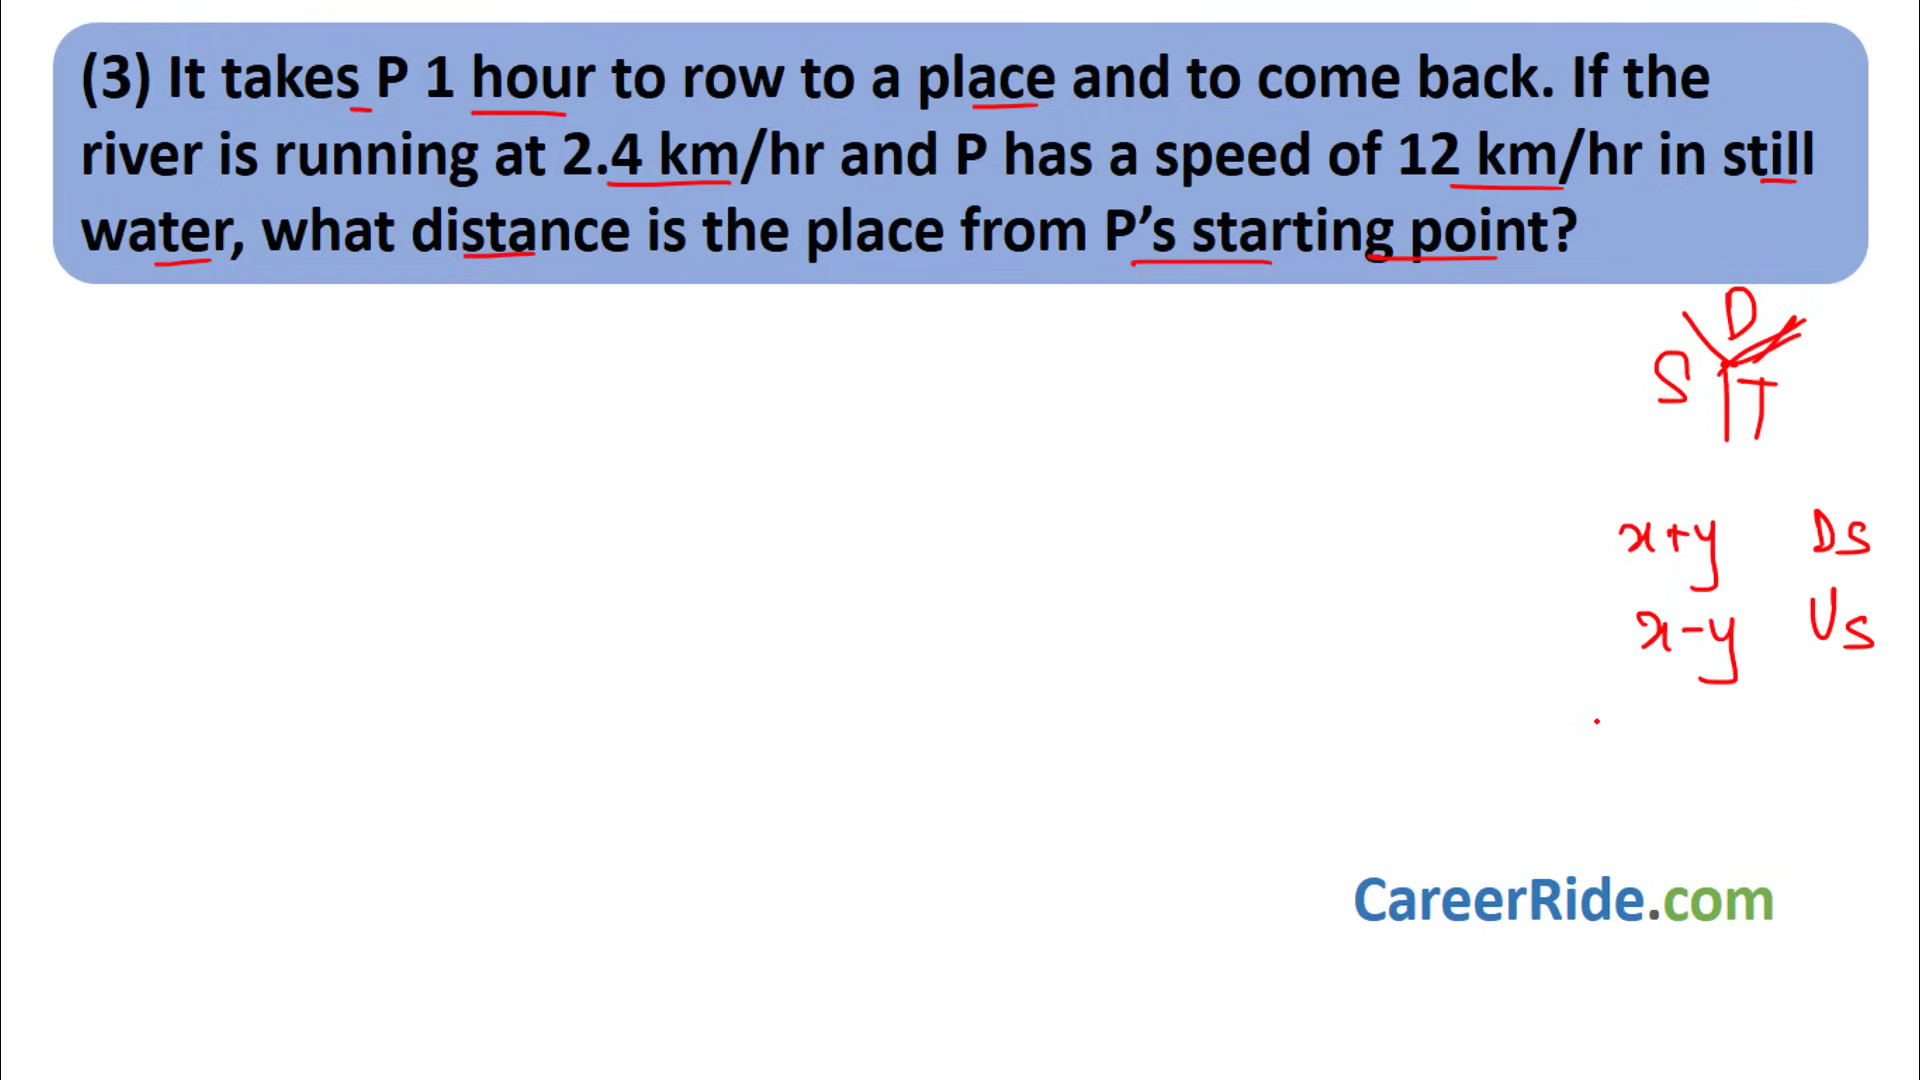 (3) It takes P 1 hour to row to a place and to come back. If the
river is running at 2.4 km/hr and P has a speed of 12 km/hr in still
water, what distance is the place from P’s starting point?
D
S T
x+y DS
x-y US
CareerRide.com